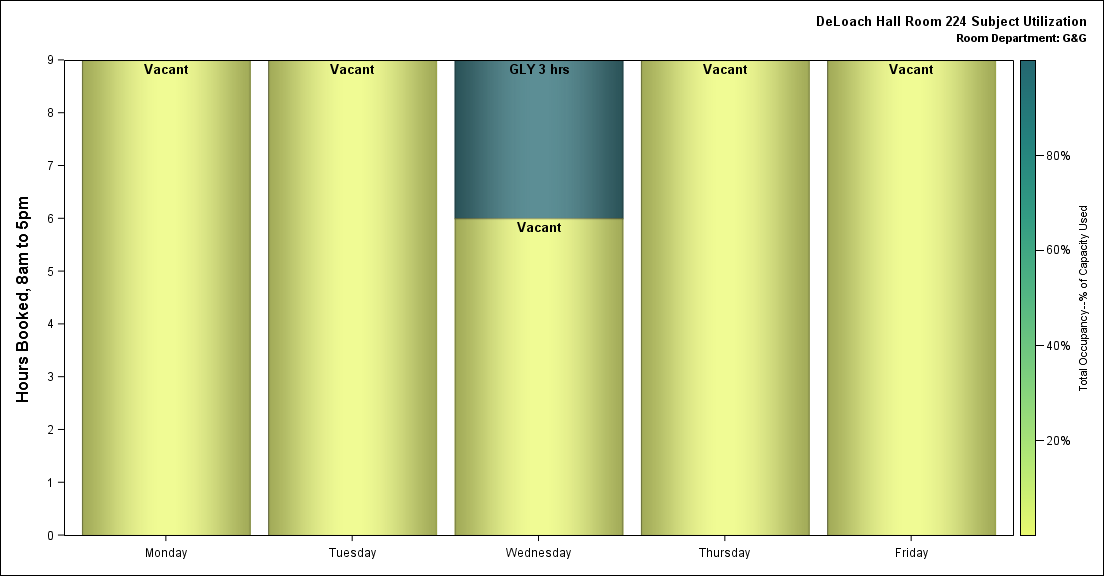 DeLoach Hall Room 224 Subject Utilization
Room Department: G&G
Hours Booked, 8am to 5pm
9
8
7
6
5
4
3
2
1
0
Vacant
Vacant
GLY 3 hrs
Vacant
Vacant
Vacant
Monday
Tuesday
Wednesday
Thursday
Friday
80%
60%
40%
20%
Total Occupancy--% of Capacity Used